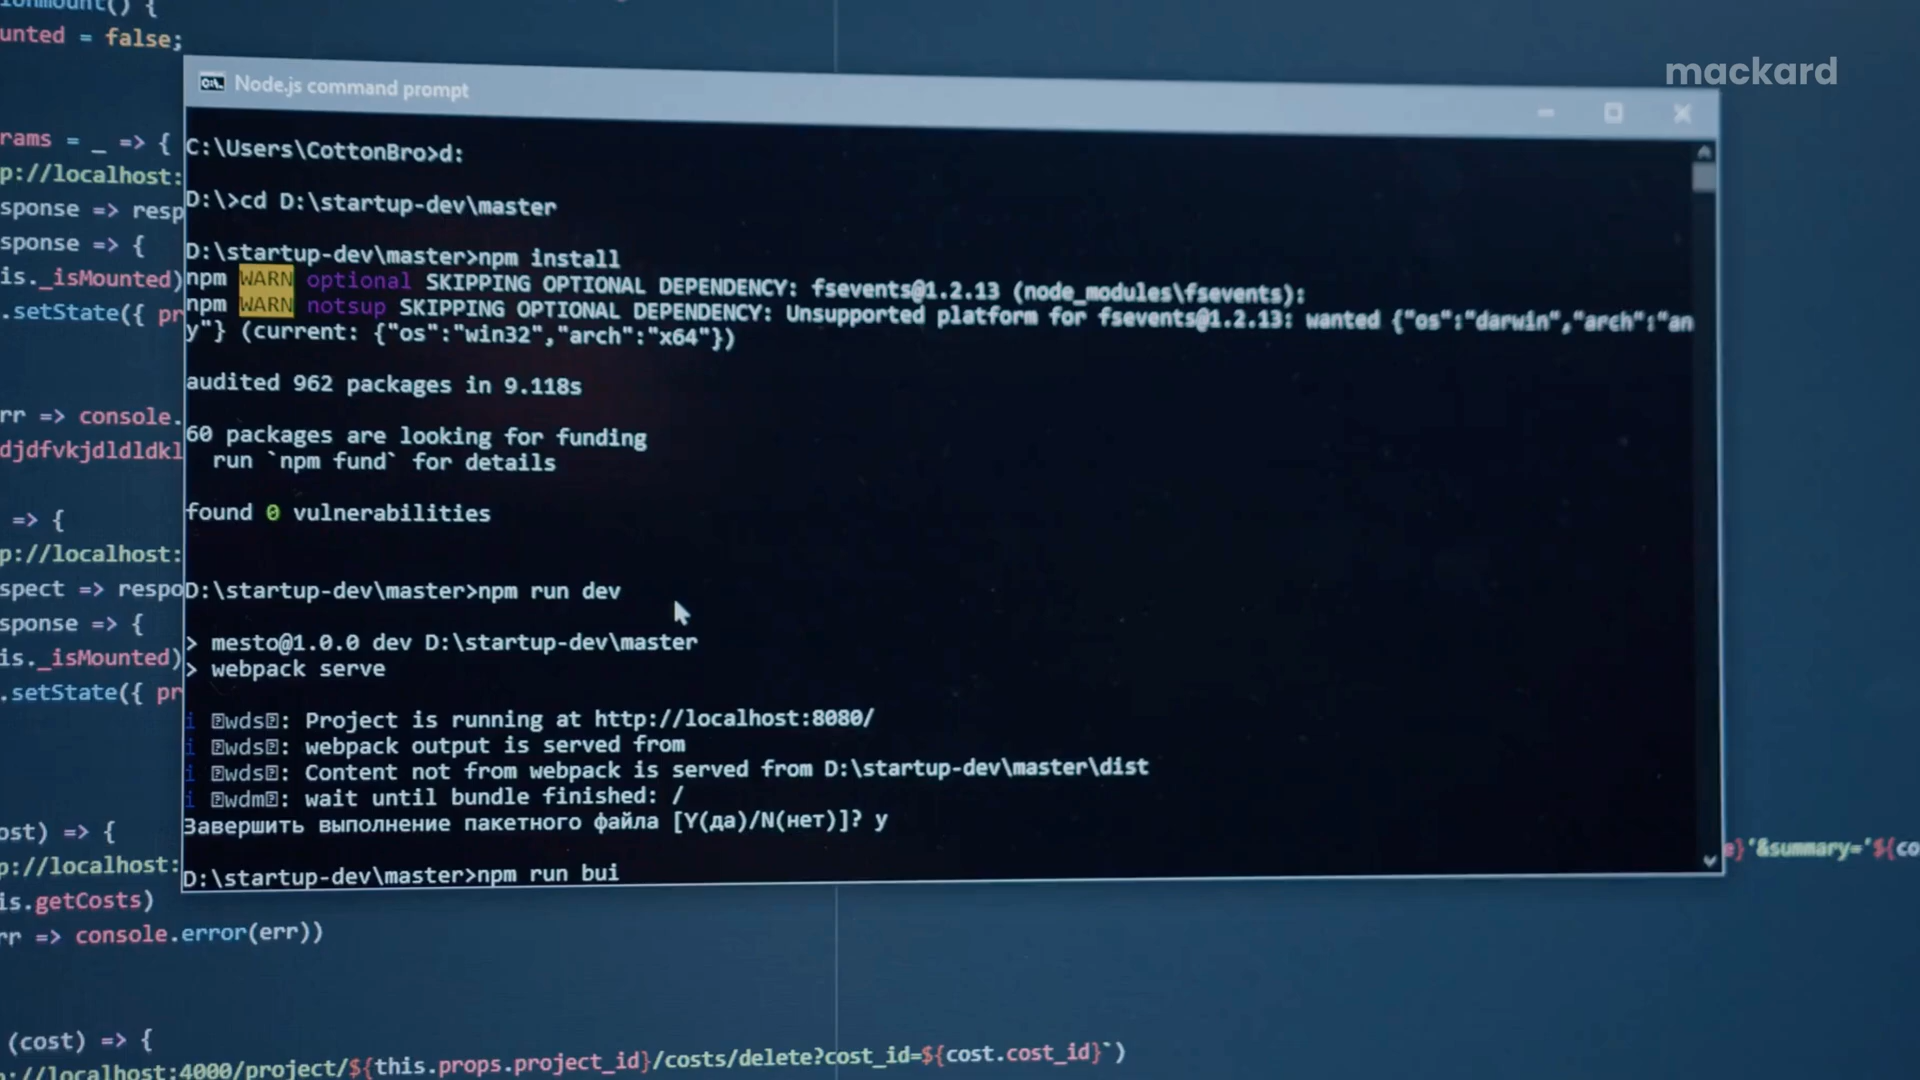 onMount() {
unted = false;
mackard
Node.js command prompt
rams = _ => {
p://localhost:
sponse => resp
sponse => {
is._isMounted)
.setState({ pr
rr => console.
djdfvkjdldldkl
=> {
p://localhost:
spect => respo
sponse => {
is._isMounted)
.setState({ pr
ost) => {
p://localhost:
is.getCosts)
rr => console.error(err))
(cost) => {
://localhost:4000/project/${this.props.project_id}/costs/delete?cost_id=${cost.cost_id}`)
C:\Users\CottonBro>d:
D:\>cd D:\startup-dev\master
D:\startup-dev\master>npm install
npm WARN optional SKIPPING OPTIONAL DEPENDENCY: fsevents@1.2.13 (node_modules\fsevents):
npm WARN notsup SKIPPING OPTIONAL DEPENDENCY: Unsupported platform for fsevents@1.2.13: wanted {"os":"darwin","arch":"an
y"} (current: {"os":"win32","arch":"x64"})
audited 962 packages in 9.118s
60 packages are looking for funding
run `npm fund` for details
found 0 vulnerabilities
D:\startup-dev\master>npm run dev
> mesto@1.0.0 dev D:\startup-dev\master
> webpack serve
i ⍰wds⍰: Project is running at http://localhost:8080/
i ⍰wds⍰: webpack output is served from
i ⍰wds⍰: Content not from webpack is served from D:\startup-dev\master\dist
i ⍰wdm⍰: wait until bundle finished: /
Завершить выполнение пакетного файла [Y(да)/N(нет)]? y
D:\startup-dev\master>npm run bui
}'&summary='${co